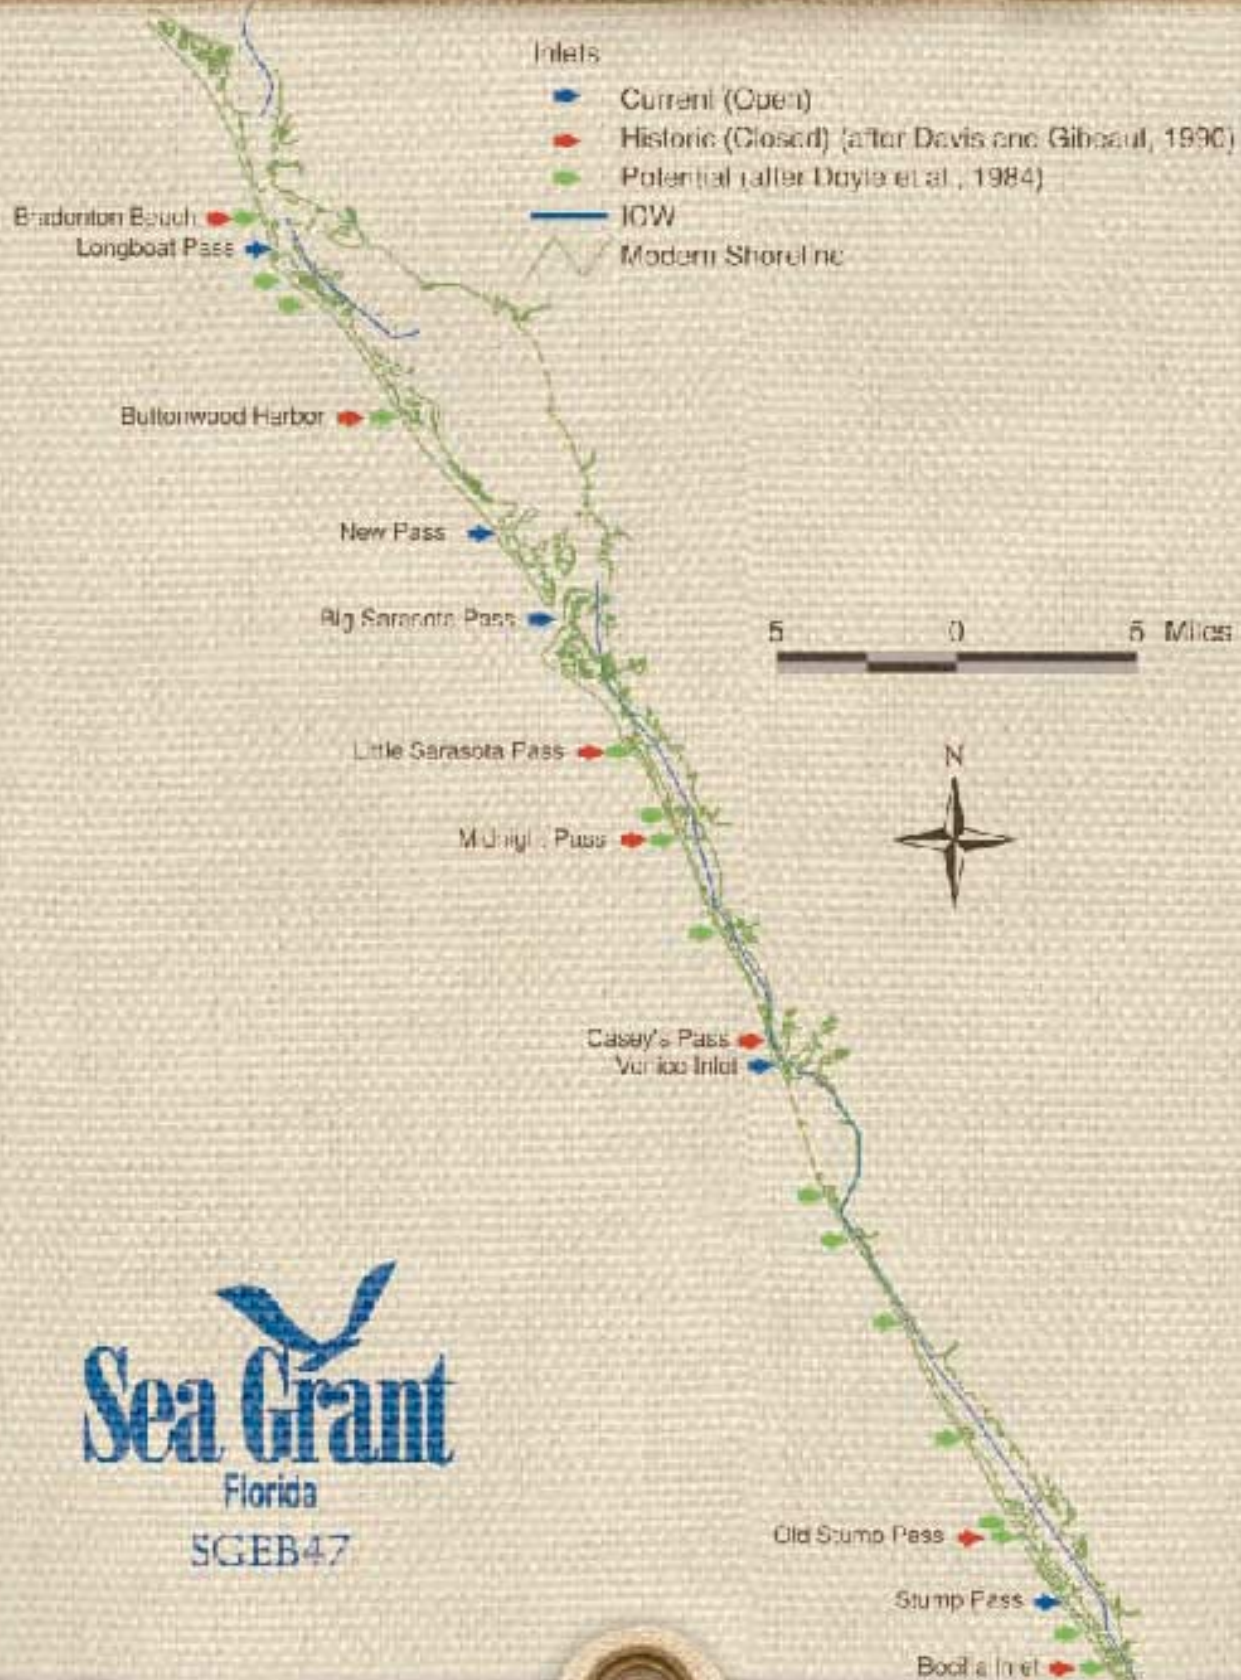 Inlets
Current (Open)
Historic (Closed) (after Davis and Gibeaut, 1990)
Potential (after Doyle et al., 1984)
ICW
Modern Shoreline
Bradenton Beach
Longboat Pass
Buttonwood Harbor
New Pass
Big Sarasota Pass
5 0 5 Miles
Little Sarasota Pass
N
Midnight Pass
Casey's Pass
Venice Inlet
Sea Grant
Florida
SGEB47
Old Stump Pass
Stump Pass
Bocilla Inlet